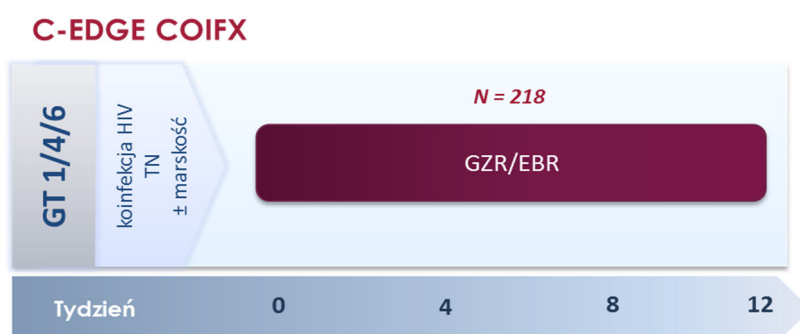 C-EDGE COIFX
GT 1/4/6
koinfekcja HIV
TN
± marskość
N = 218
GZR/EBR
Tydzień 0 4 8 12